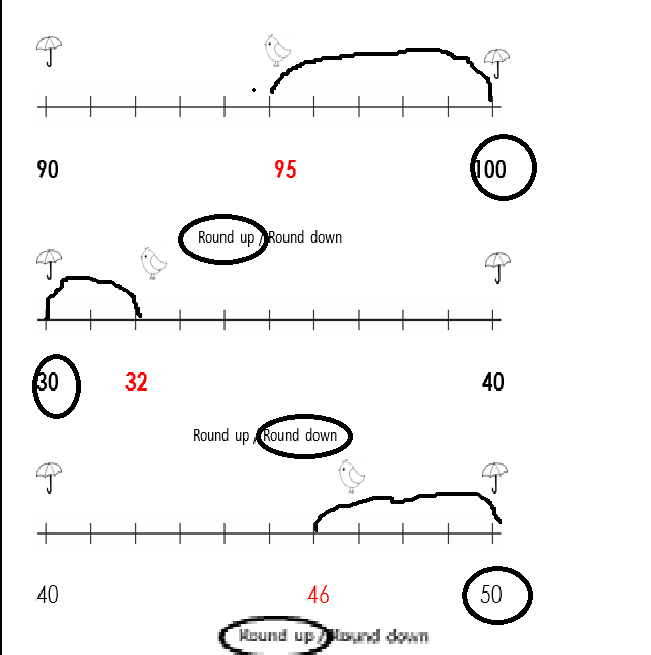 90 95 100
Round up / Round down
30 32 40
Round up / Round down
40 46 50
Round up / Round down